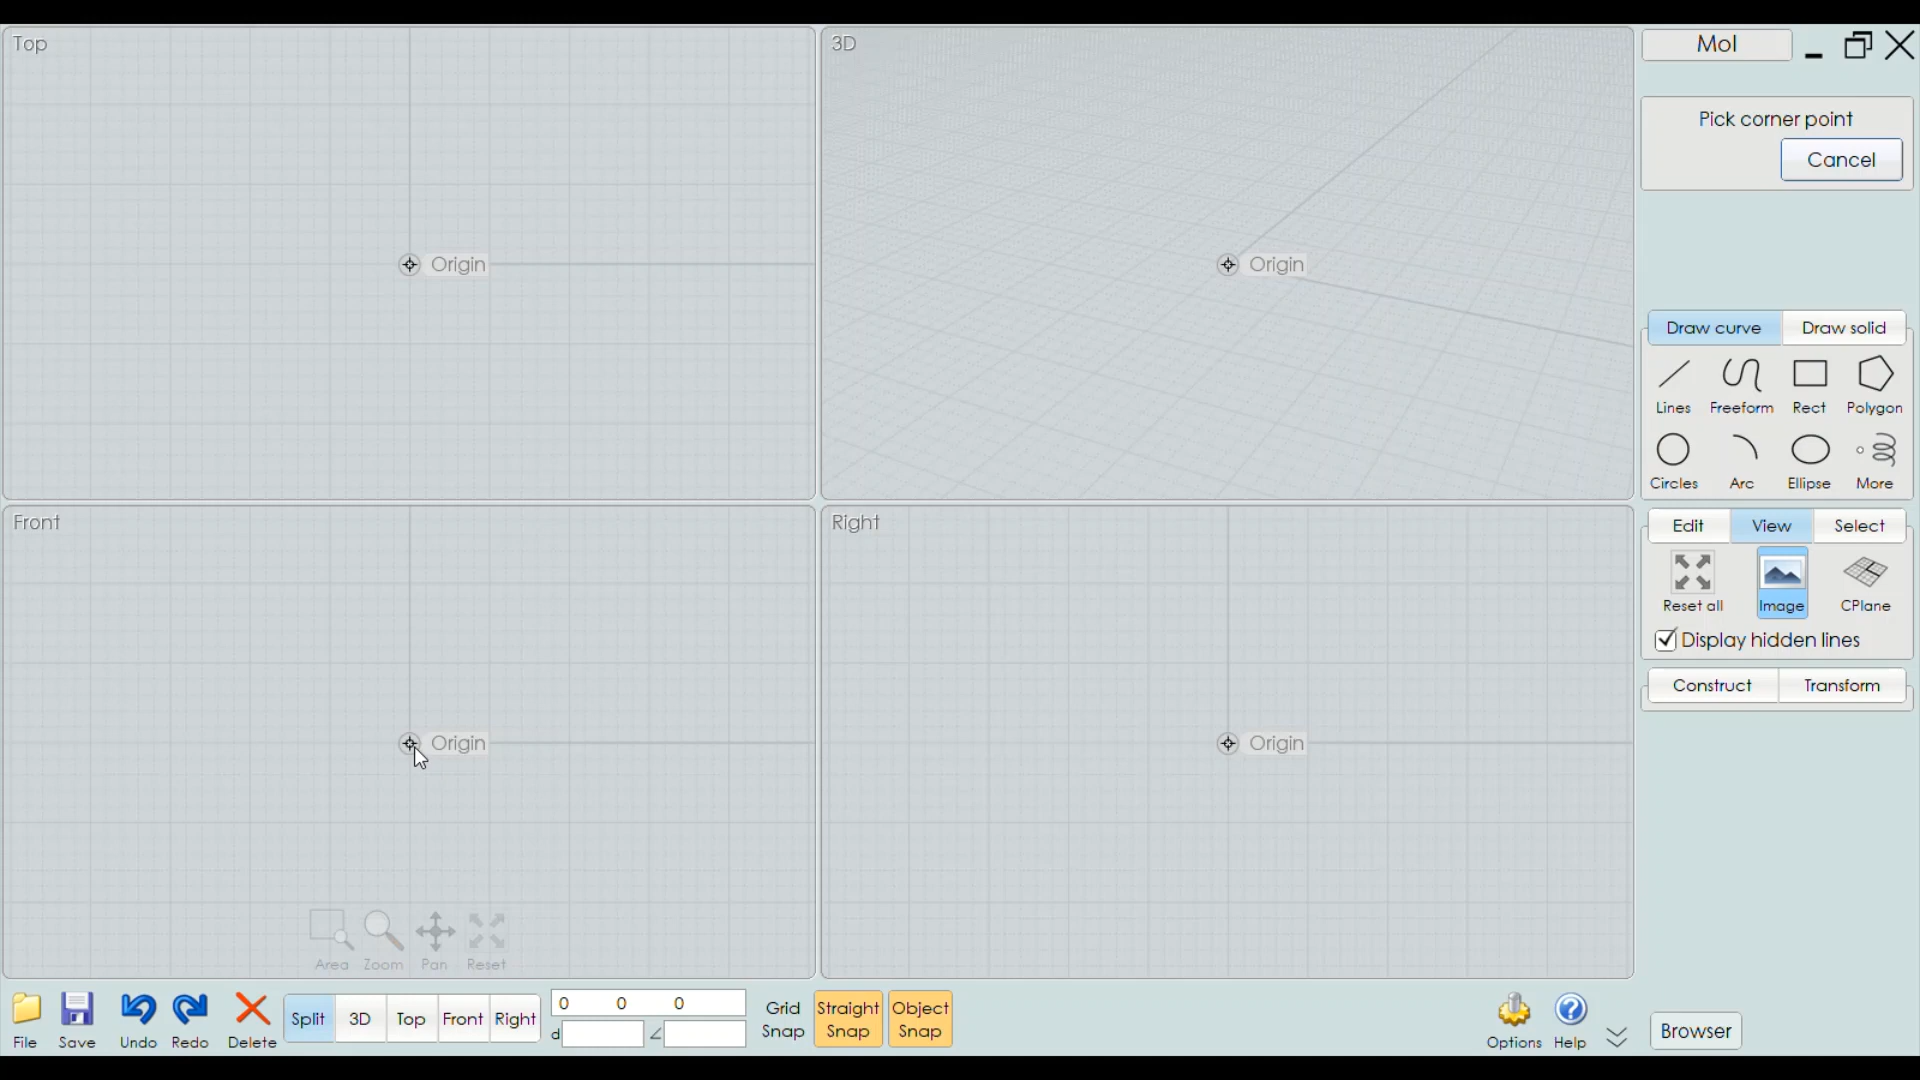 Top
3D
MoI
Pick corner point
Cancel
Origin
Origin
Draw curve Draw solid
Lines Freeform Rect Polygon
Circles Arc Ellipse More
Front
Right
Edit View Select
Reset all Image CPlane
Display hidden lines
Construct Transform
Origin
Origin
Area Zoom Pan Reset
File Save Undo Redo Delete
Split 3D Top Front Right
0 0 0
d ∠
Grid Snap
Straight Snap
Object Snap
Options Help
Browser